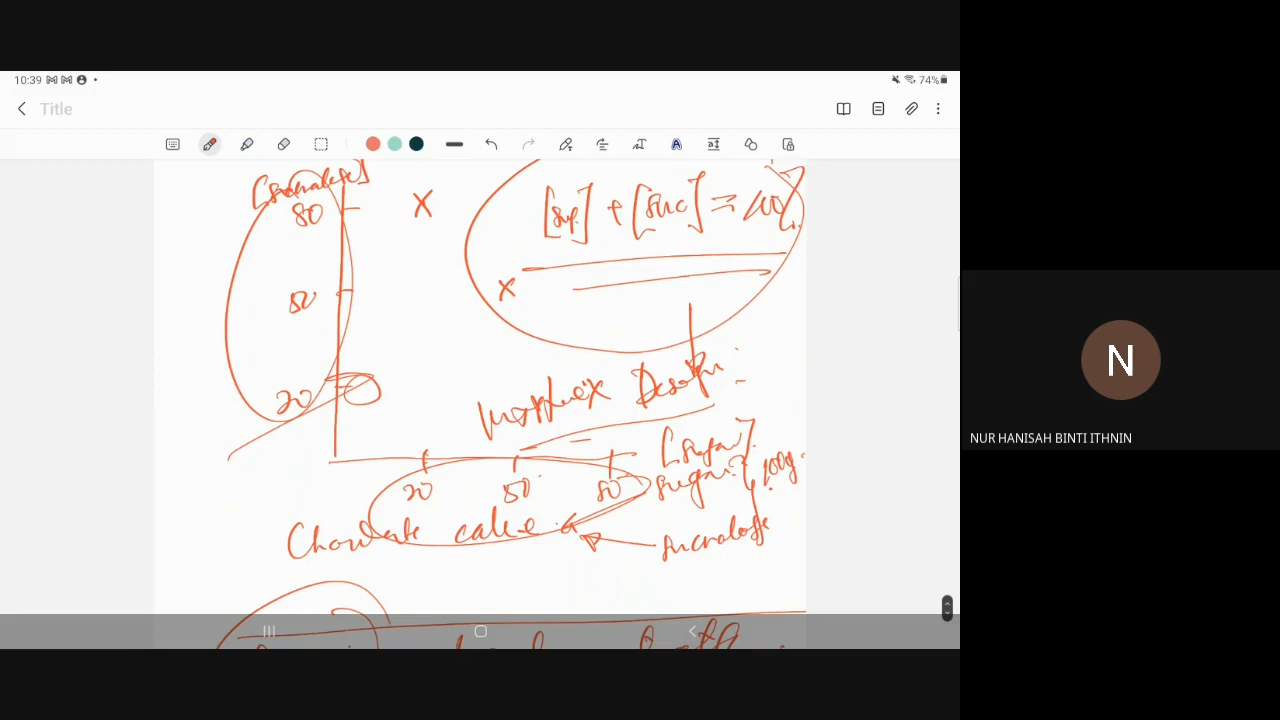 10:39 74%
Title
[sucralose]
80 X [sug] + [suc] = 100%
50 X
20
Design
[sugar]
20 50 80 sugar 100g
Chocolate cake
sucralose
N
NUR HANISAH BINTI ITHNIN